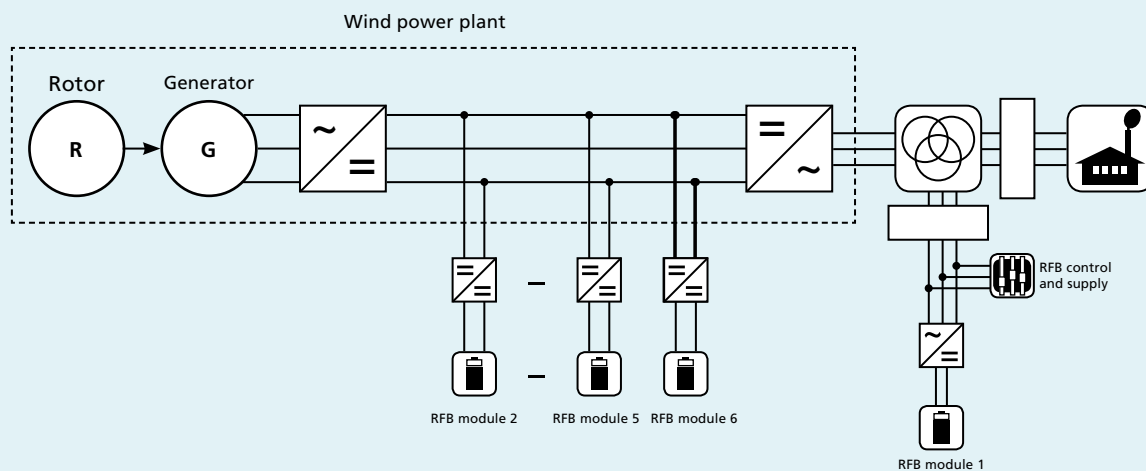 Wind power plant
Rotor
Generator
R
G
~
=
=
~
=
=
=
=
=
=
–
–
RFB control
and supply
~
=
RFB module 2
RFB module 5
RFB module 6
RFB module 1